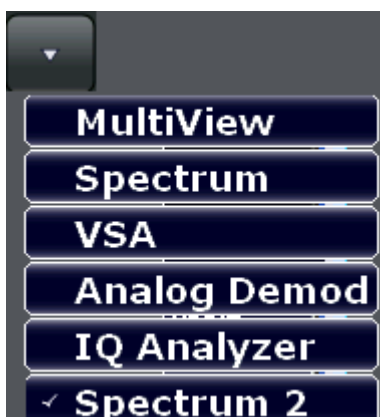 MultiView
Spectrum
VSA
Analog Demod
IQ Analyzer
Spectrum 2